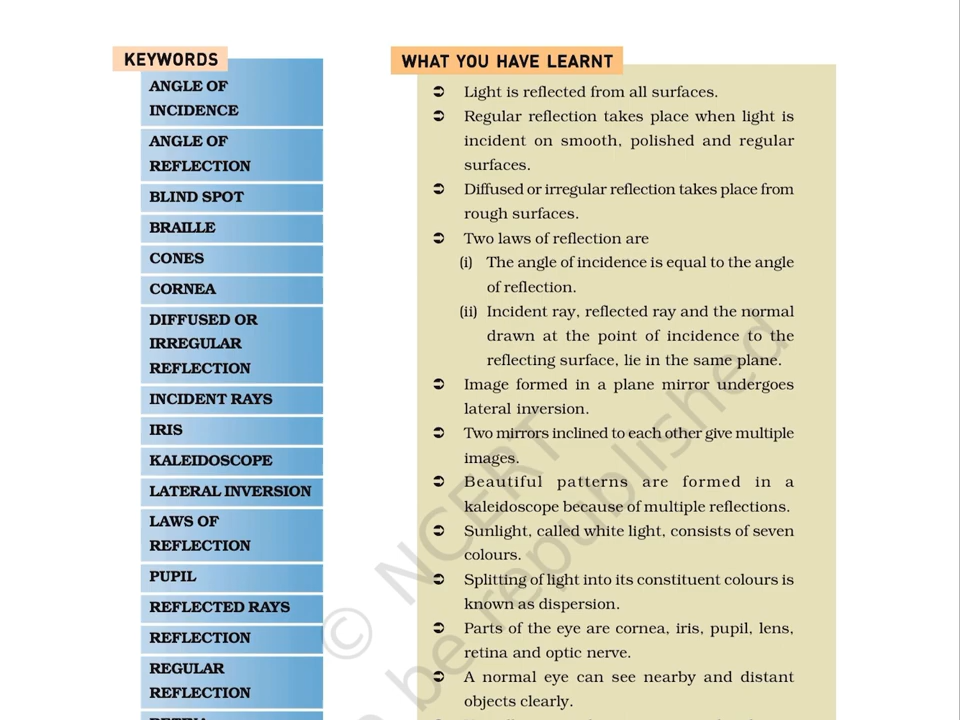 KEYWORDS
ANGLE OF
INCIDENCE
ANGLE OF
REFLECTION
BLIND SPOT
BRAILLE
CONES
CORNEA
DIFFUSED OR
IRREGULAR
REFLECTION
INCIDENT RAYS
IRIS
KALEIDOSCOPE
LATERAL INVERSION
LAWS OF
REFLECTION
PUPIL
REFLECTED RAYS
REFLECTION
REGULAR
REFLECTION
WHAT YOU HAVE LEARNT
➲ Light is reflected from all surfaces.
➲ Regular reflection takes place when light is
incident on smooth, polished and regular
surfaces.
➲ Diffused or irregular reflection takes place from
rough surfaces.
➲ Two laws of reflection are
(i) The angle of incidence is equal to the angle
of reflection.
(ii) Incident ray, reflected ray and the normal
drawn at the point of incidence to the
reflecting surface, lie in the same plane.
➲ Image formed in a plane mirror undergoes
lateral inversion.
➲ Two mirrors inclined to each other give multiple
images.
➲ Beautiful patterns are formed in a
kaleidoscope because of multiple reflections.
➲ Sunlight, called white light, consists of seven
colours.
➲ Splitting of light into its constituent colours is
known as dispersion.
➲ Parts of the eye are cornea, iris, pupil, lens,
retina and optic nerve.
➲ A normal eye can see nearby and distant
objects clearly.
© NCERT
be republished